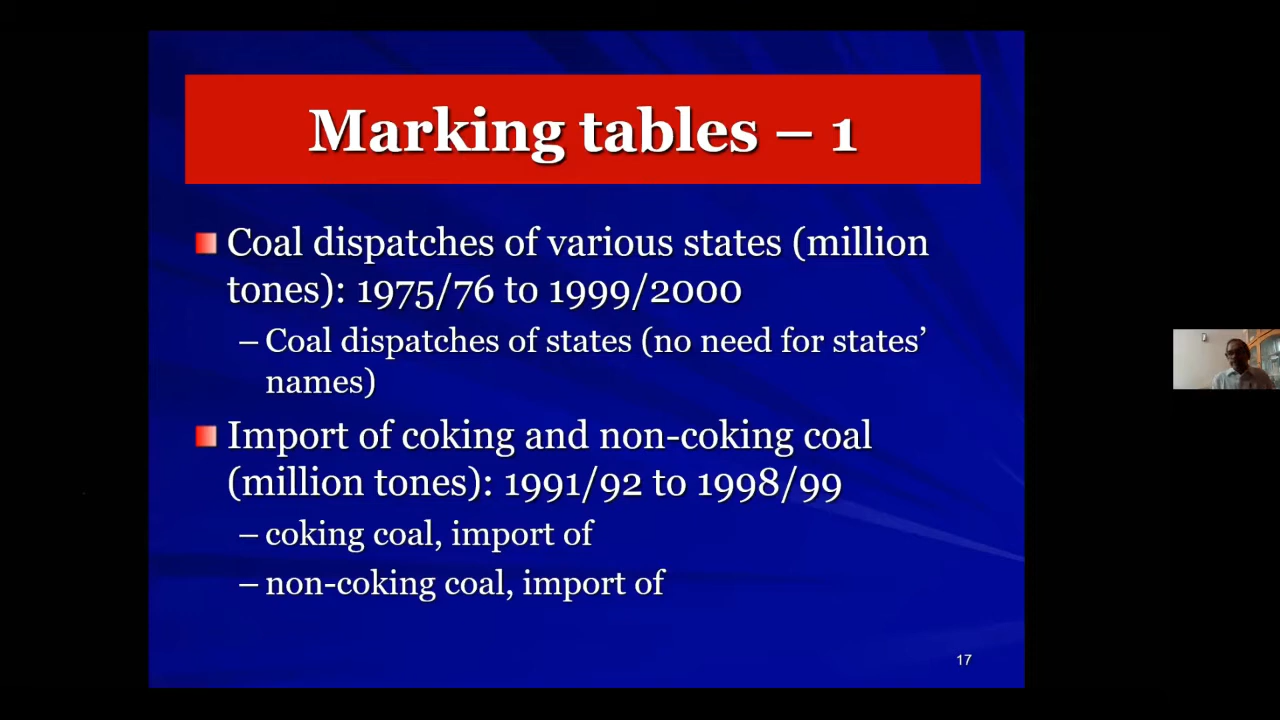 Marking tables – 1
Coal dispatches of various states (million
tones): 1975/76 to 1999/2000
– Coal dispatches of states (no need for states’
names)
Import of coking and non-coking coal
(million tones): 1991/92 to 1998/99
– coking coal, import of
– non-coking coal, import of
17